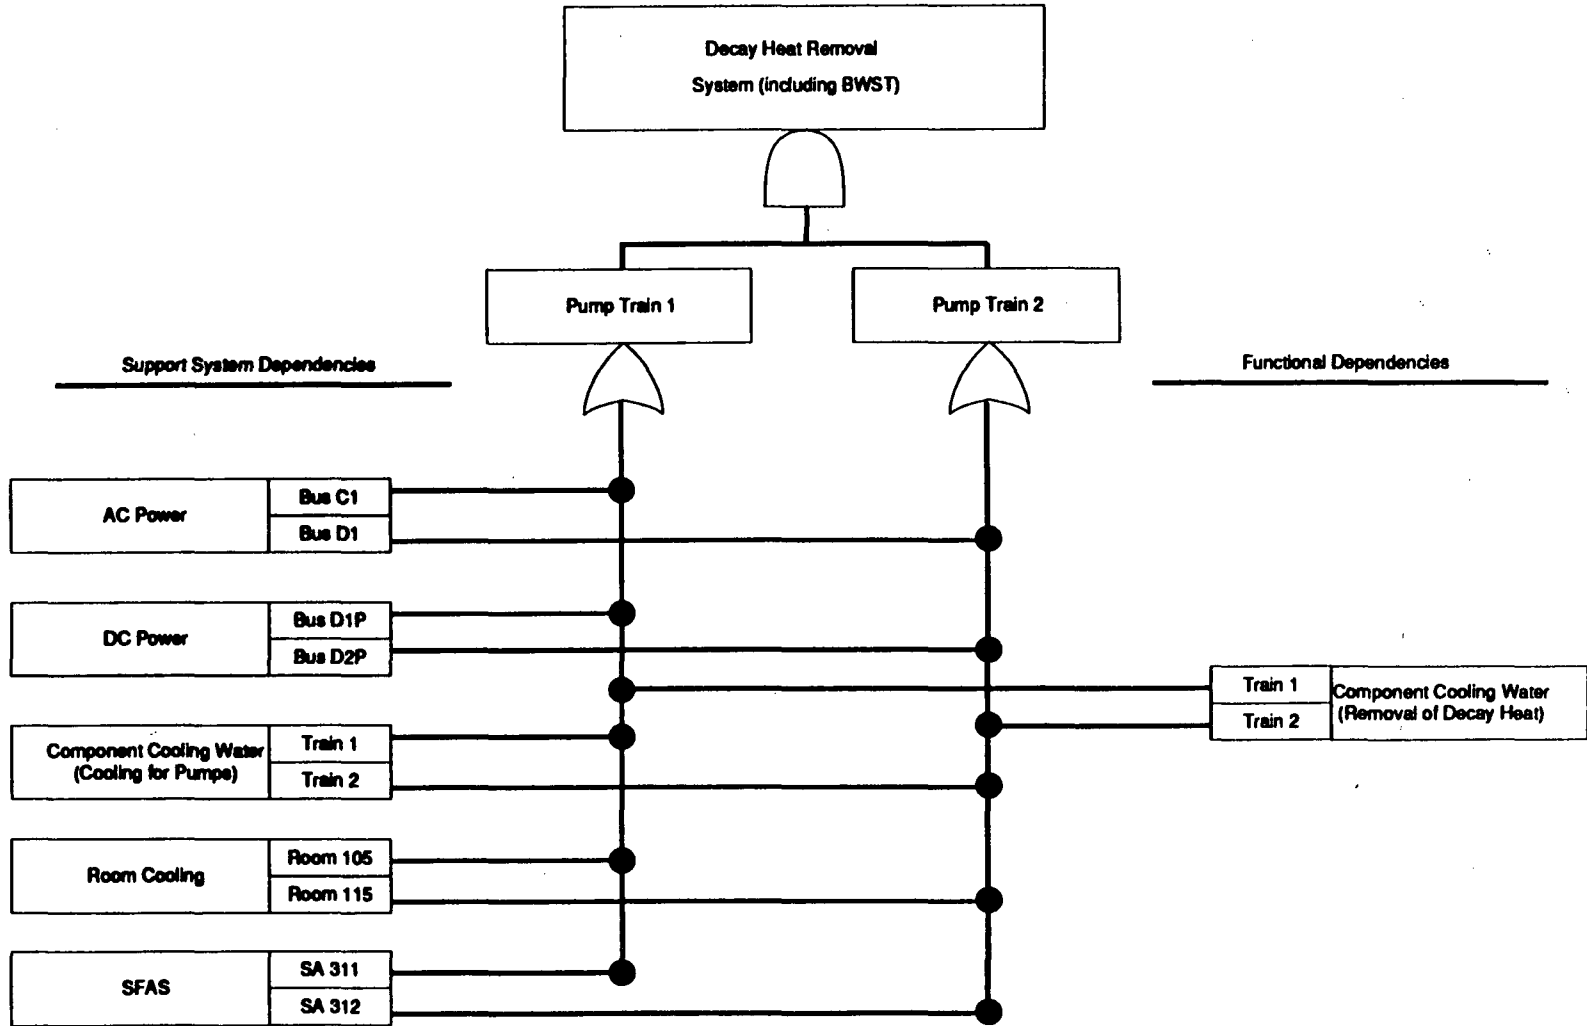 Decay Heat Removal
System (including BWST)
Pump Train 1
Pump Train 2
Support System Dependencies
Functional Dependencies
AC Power
Bus C1
Bus D1
DC Power
Bus D1P
Bus D2P
Train 1
Train 2
Component Cooling Water
(Removal of Decay Heat)
Component Cooling Water
(Cooling for Pumps)
Train 1
Train 2
Room Cooling
Room 105
Room 115
SFAS
SA 311
SA 312